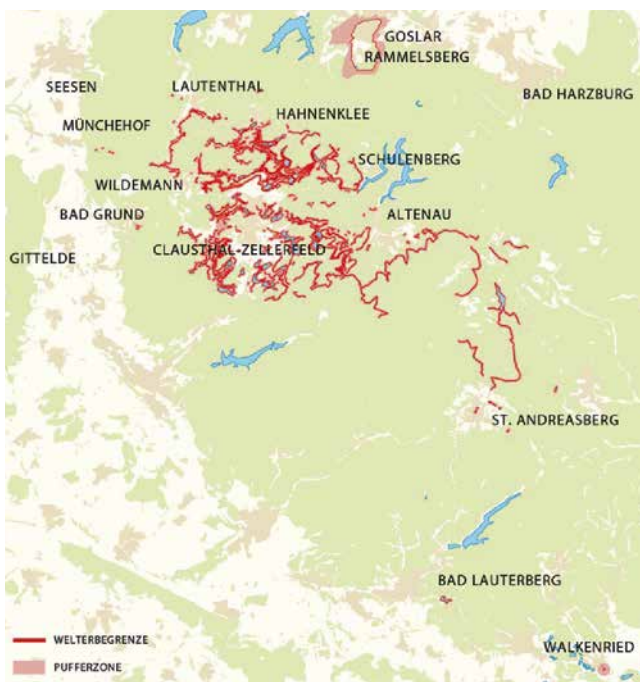 GOSLAR
RAMMELSBERG
SEESEN
LAUTENTHAL
BAD HARZBURG
HAHNENKLEE
MÜNCHEHOF
SCHULENBERG
WILDEMANN
BAD GRUND
ALTENAU
CLAUSTHAL-ZELLERFELD
GITTELDE
ST. ANDREASBERG
BAD LAUTERBERG
WELTERBEGRENZE
WALKENRIED
PUFFERZONE